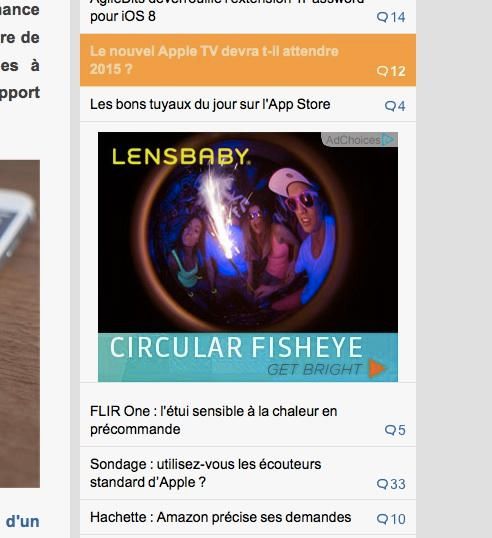 nance
re de
es à
pport
d'un
pour iOS 8
14
Le nouvel Apple TV devra t-il attendre
2015 ?
12
Les bons tuyaux du jour sur l'App Store
4
AdChoices
LENSBABY
CIRCULAR FISHEYE
GET BRIGHT
FLIR One : l'étui sensible à la chaleur en
précommande
5
Sondage : utilisez-vous les écouteurs
standard d'Apple ?
33
Hachette : Amazon précise ses demandes
10